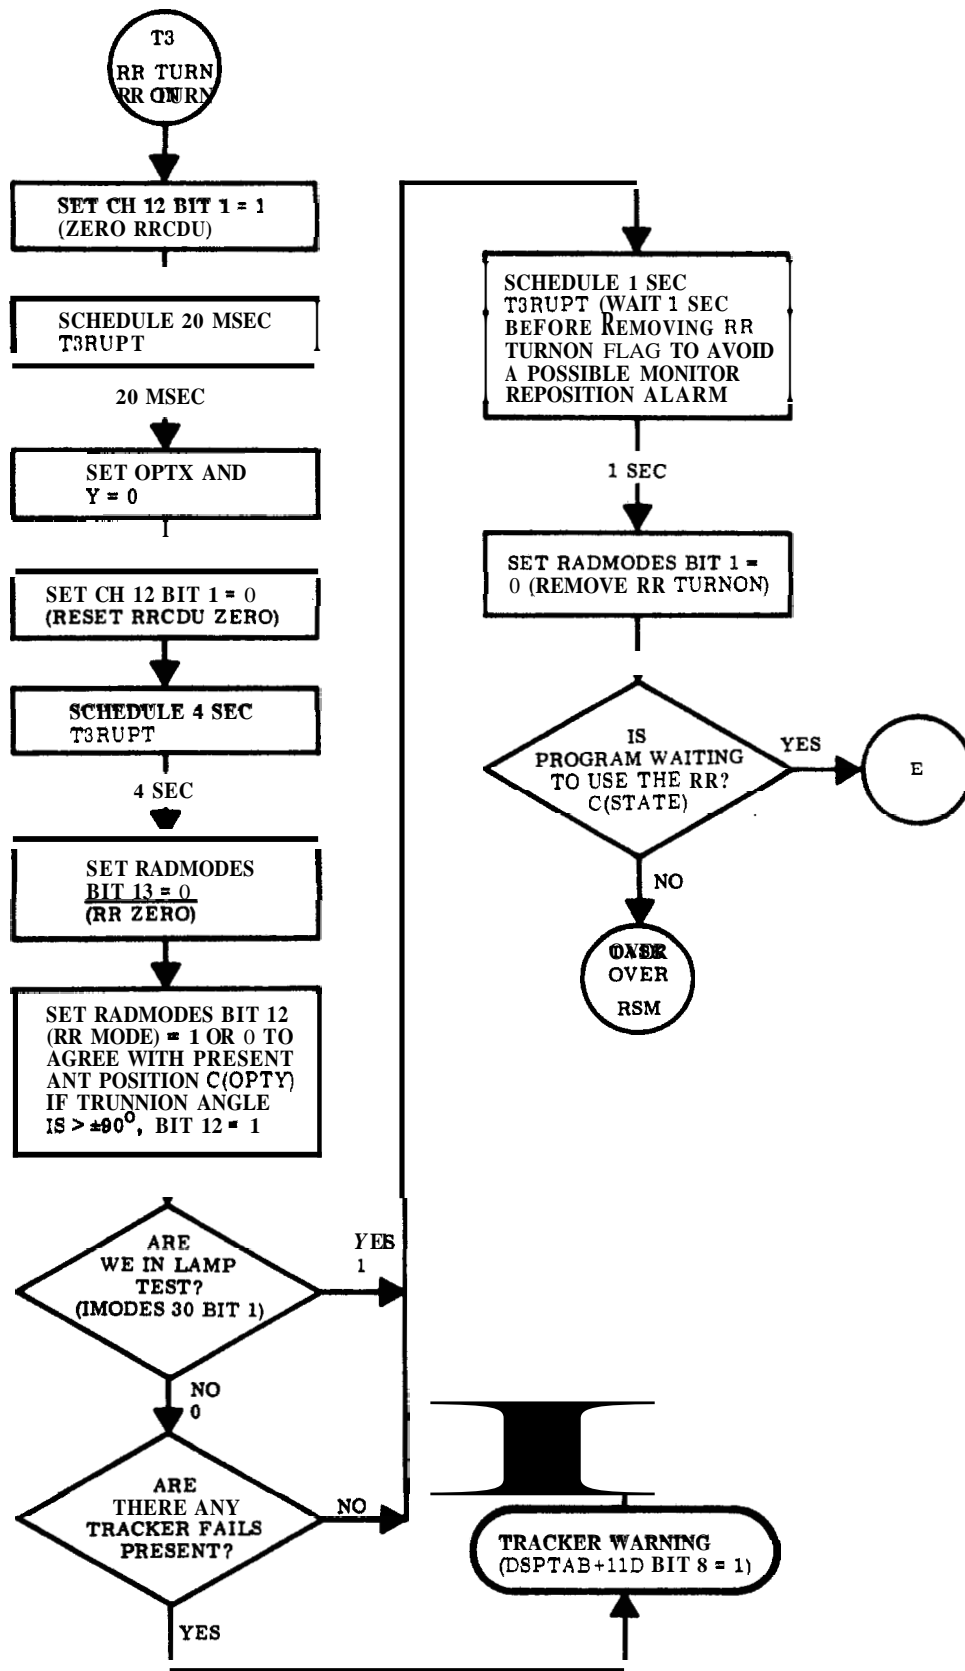 T3
RR TURN
ON
SET CH 12 BIT 1 = 1
(ZERO RRCDU)
SCHEDULE 20 MSEC
T3RUPT
20 MSEC
SET OPTX AND
Y = 0
SET CH 12 BIT 1 = 0
(RESET RRCDU ZERO)
SCHEDULE 4 SEC
T3RUPT
4 SEC
SET RADMODES
BIT 13 = 0
(RR ZERO)
SET RADMODES BIT 12
(RR MODE) = 1 OR 0 TO
AGREE WITH PRESENT
ANT POSITION C(OPTY)
IF TRUNNION ANGLE
IS > ±90°, BIT 12 = 1
ARE
WE IN LAMP
TEST?
(IMODES 30 BIT 1)
YES
1
NO
0
ARE
THERE ANY
TRACKER FAILS
PRESENT?
NO
YES
TRACKER WARNING
(DSPTAB+11D BIT 8 = 1)
SCHEDULE 1 SEC
T3RUPT (WAIT 1 SEC
BEFORE REMOVING RR
TURNON FLAG TO AVOID
A POSSIBLE MONITOR
REPOSITION ALARM
1 SEC
SET RADMODES BIT 1 =
0 (REMOVE RR TURNON)
IS
PROGRAM WAITING
TO USE THE RR?
C(STATE)
YES
E
NO
TASK
OVER
RSM